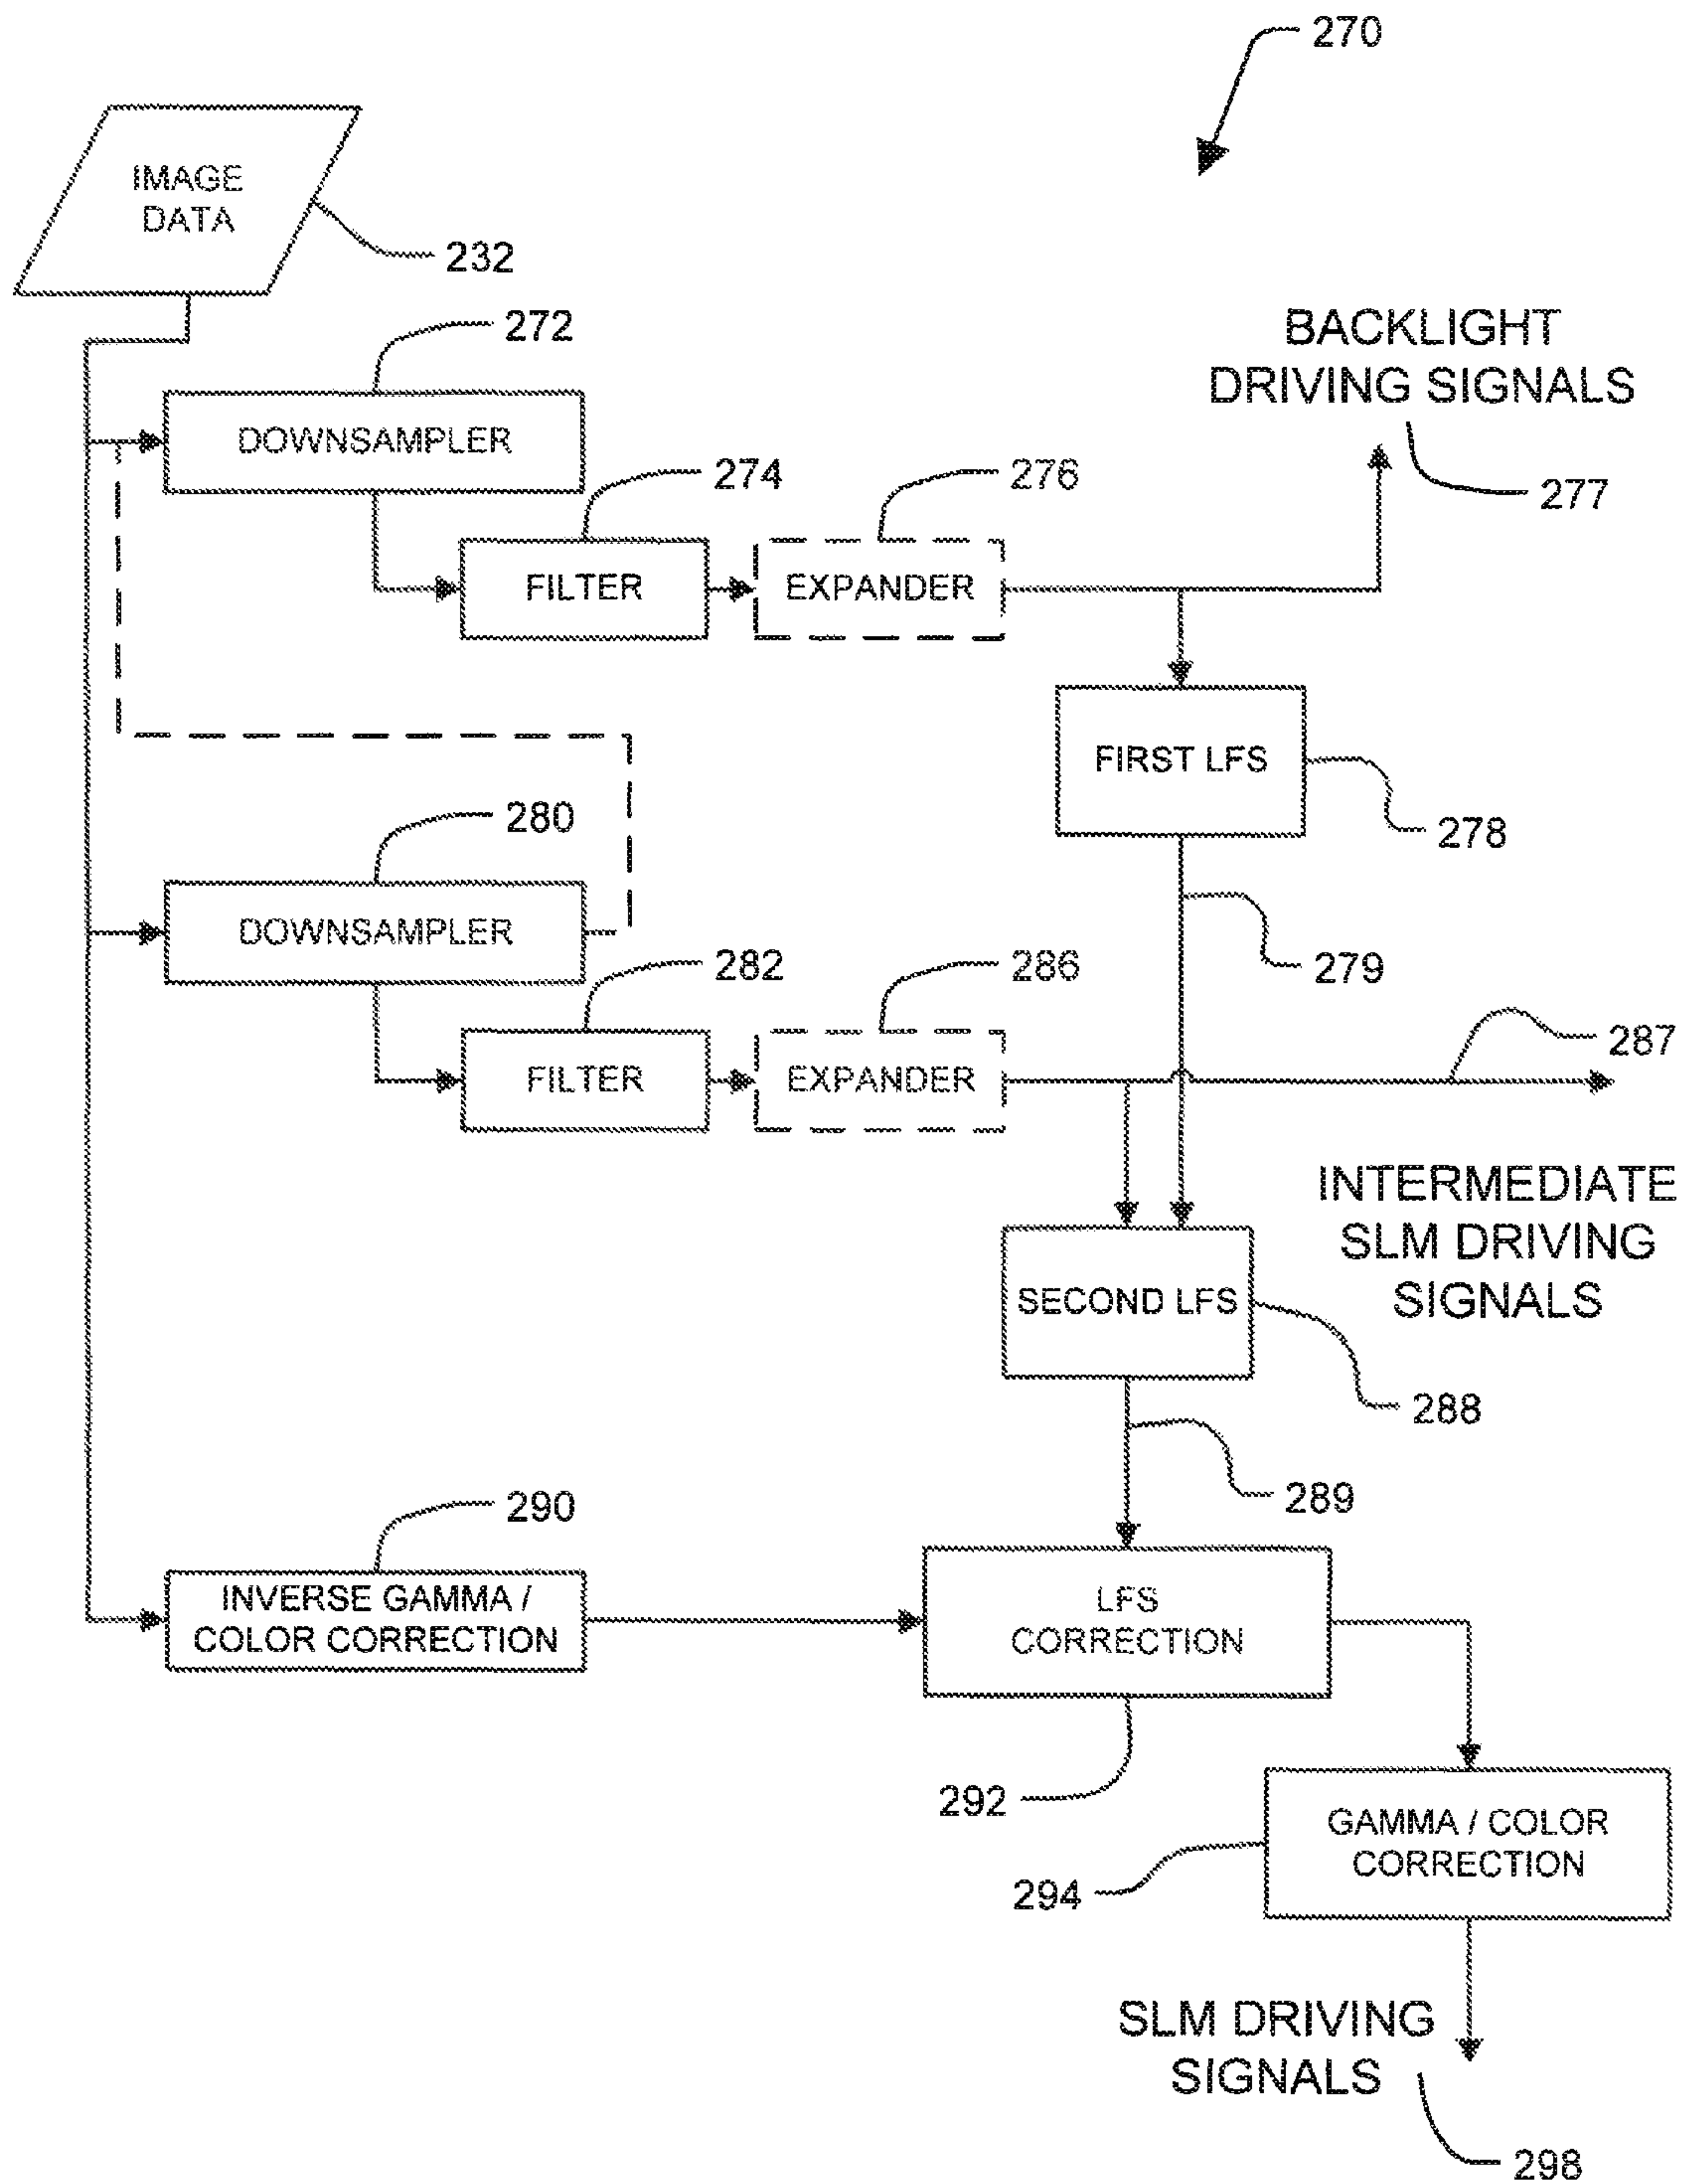 270
IMAGE
DATA
232
272
DOWNSAMPLER
BACKLIGHT
DRIVING SIGNALS
277
274
276
FILTER
EXPANDER
FIRST LFS
278
280
DOWNSAMPLER
279
282
286
FILTER
EXPANDER
287
INTERMEDIATE
SLM DRIVING
SIGNALS
SECOND LFS
288
289
290
INVERSE GAMMA /
COLOR CORRECTION
LFS
CORRECTION
292
GAMMA / COLOR
CORRECTION
294
SLM DRIVING
SIGNALS
298